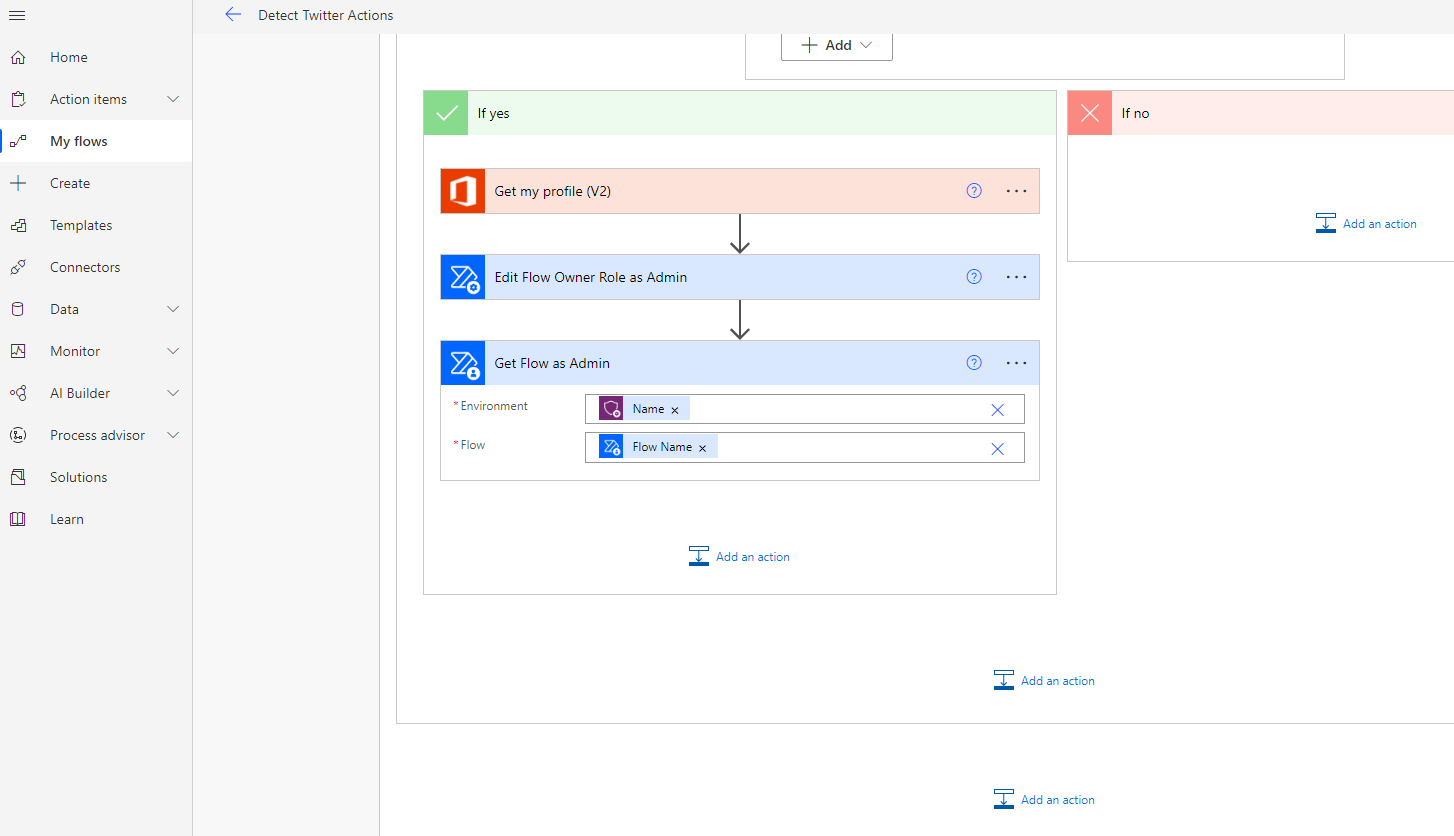 Detect Twitter Actions
Home
Action items
My flows
Create
Templates
Connectors
Data
Monitor
AI Builder
Process advisor
Solutions
Learn
Add
If yes
If no
Get my profile (V2)
Add an action
Edit Flow Owner Role as Admin
Get Flow as Admin
* Environment
Name
* Flow
Flow Name
Add an action
Add an action
Add an action